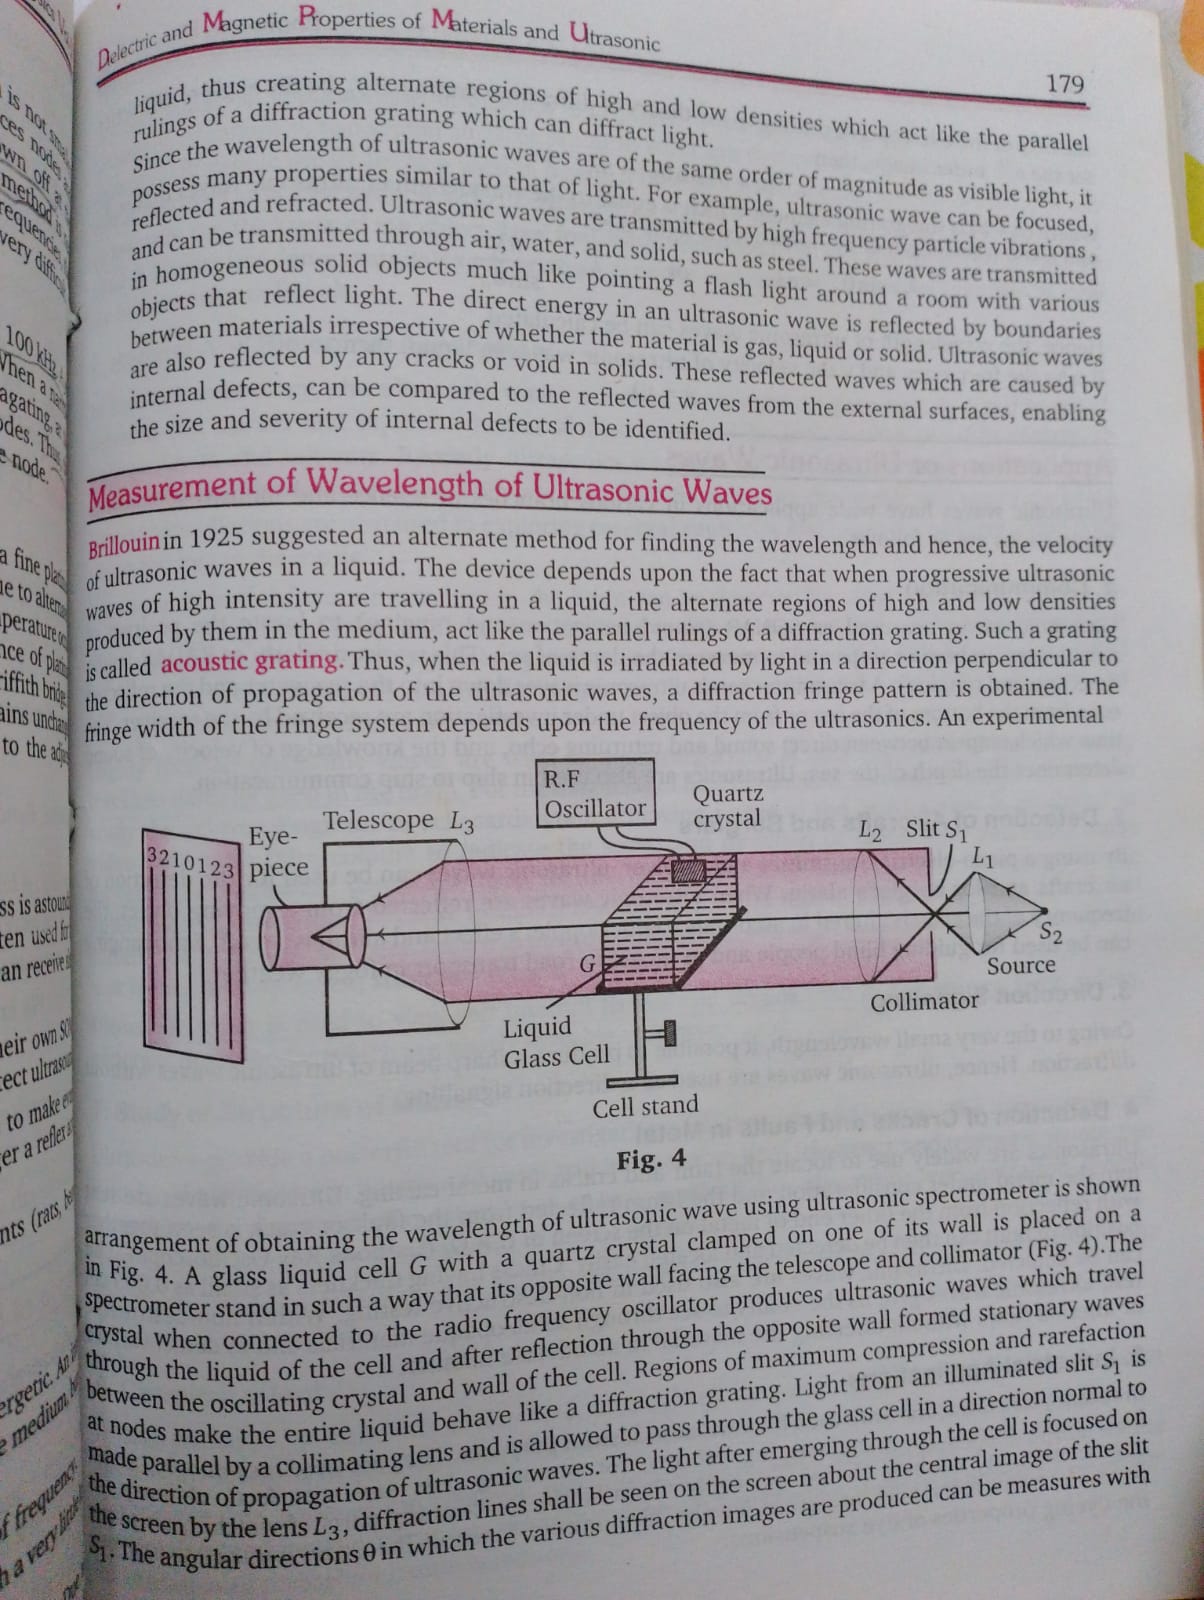 Delectric and Magnetic Properties of Materials and Ultrasonic
179
liquid, thus creating alternate regions of high and low densities which act like the parallel
rulings of a diffraction grating which can diffract light.
Since the wavelength of ultrasonic waves are of the same order of magnitude as visible light, it
possess many properties similar to that of light. For example, ultrasonic wave can be focused,
reflected and refracted. Ultrasonic waves are transmitted by high frequency particle vibrations,
and can be transmitted through air, water, and solid, such as steel. These waves are transmitted
in homogeneous solid objects much like pointing a flash light around a room with various
objects that reflect light. The direct energy in an ultrasonic wave is reflected by boundaries
between materials irrespective of whether the material is gas, liquid or solid. Ultrasonic waves
are also reflected by any cracks or void in solids. These reflected waves which are caused by
internal defects, can be compared to the reflected waves from the external surfaces, enabling
the size and severity of internal defects to be identified.
Measurement of Wavelength of Ultrasonic Waves
Brillouin in 1925 suggested an alternate method for finding the wavelength and hence, the velocity
of ultrasonic waves in a liquid. The device depends upon the fact that when progressive ultrasonic
waves of high intensity are travelling in a liquid, the alternate regions of high and low densities
produced by them in the medium, act like the parallel rulings of a diffraction grating. Such a grating
is called acoustic grating. Thus, when the liquid is irradiated by light in a direction perpendicular to
the direction of propagation of the ultrasonic waves, a diffraction fringe pattern is obtained. The
fringe width of the fringe system depends upon the frequency of the ultrasonics. An experimental
R.F
Oscillator
Quartz
crystal
Telescope L3
Eye-
piece
L2
Slit S1
L1
3210123
S2
Source
G
Collimator
Liquid
Glass Cell
Cell stand
Fig. 4
arrangement of obtaining the wavelength of ultrasonic wave using ultrasonic spectrometer is shown
in Fig. 4. A glass liquid cell G with a quartz crystal clamped on one of its wall is placed on a
spectrometer stand in such a way that its opposite wall facing the telescope and collimator (Fig. 4).The
crystal when connected to the radio frequency oscillator produces ultrasonic waves which travel
through the liquid of the cell and after reflection through the opposite wall formed stationary waves
between the oscillating crystal and wall of the cell. Regions of maximum compression and rarefaction
at nodes make the entire liquid behave like a diffraction grating. Light from an illuminated slit S1 is
made parallel by a collimating lens and is allowed to pass through the glass cell in a direction normal to
the direction of propagation of ultrasonic waves. The light after emerging through the cell is focused on
the screen by the lens L3, diffraction lines shall be seen on the screen about the central image of the slit
S1. The angular directions θ in which the various diffraction images are produced can be measures with